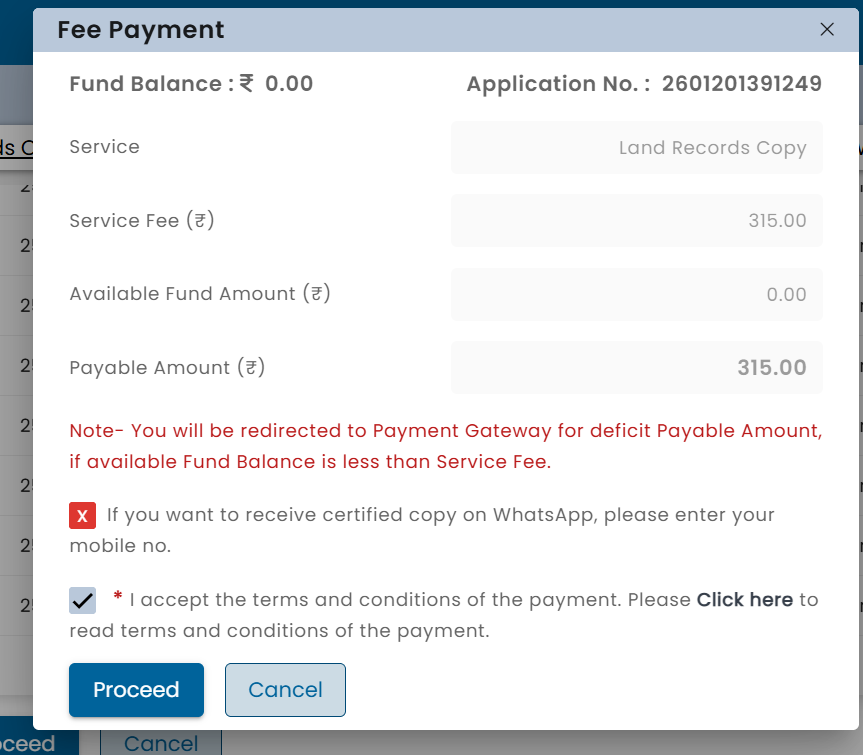 Fee Payment
Fund Balance : ₹ 0.00 Application No. : 2601201391249
Service Land Records Copy
Service Fee (₹) 315.00
Available Fund Amount (₹) 0.00
Payable Amount (₹) 315.00
Note- You will be redirected to Payment Gateway for deficit Payable Amount,
if available Fund Balance is less than Service Fee.
X If you want to receive certified copy on WhatsApp, please enter your
mobile no.
* I accept the terms and conditions of the payment. Please Click here to
read terms and conditions of the payment.
Proceed Cancel
Cancel